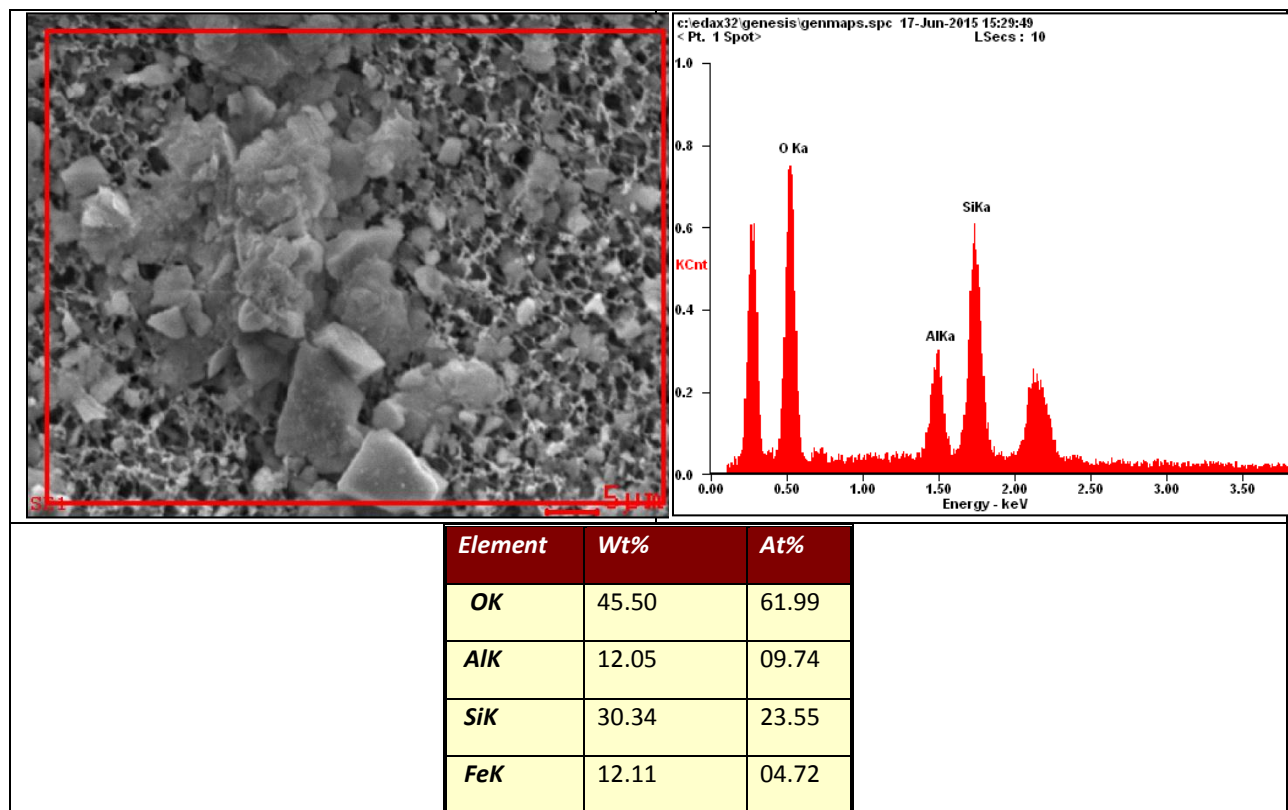 c:\edax32\genesis\genmaps.spc 17-Jun-2015 15:29:49
< Pt. 1 Spot> LSecs : 10
1.0
0.8
O Ka
0.6
SiKa
KCnt
0.4
AlKa
0.2
0.0
0.00 0.50 1.00 1.50 2.00 2.50 3.00 3.50
Energy - keV
SE1
5 µm
Element Wt% At%
OK 45.50 61.99
AlK 12.05 09.74
SiK 30.34 23.55
FeK 12.11 04.72